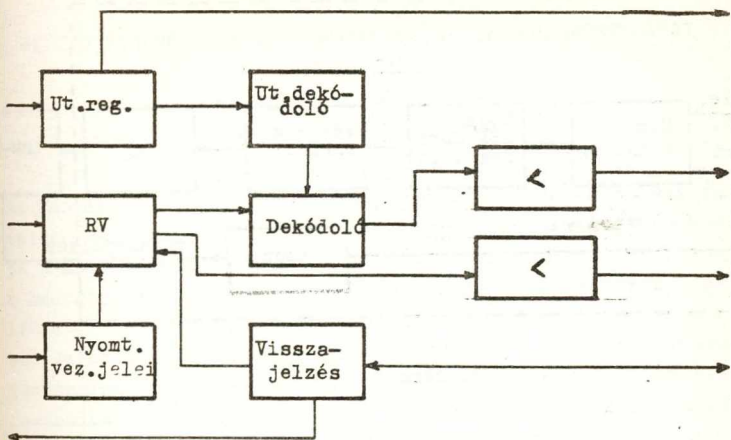 Ut.reg.
Ut.dekó-
doló
RV
Dekódoló
<
<
Nyomt.
vez.jelei
Vissza-
jelzés